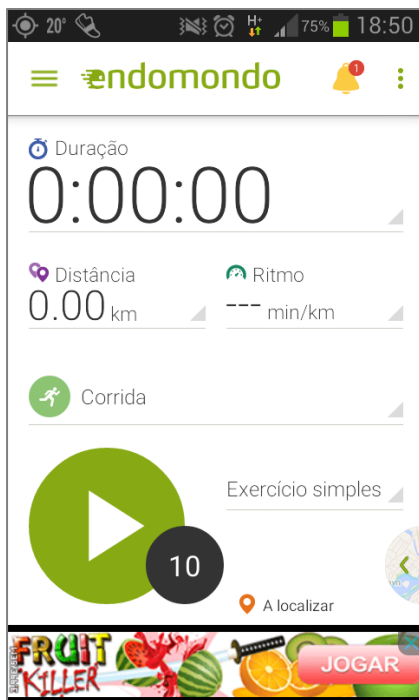 20° H+ 75% 18:50
endomondo 1
Duração
0:00:00
Distância
0.00 km
Ritmo
--- min/km
Corrida
10
Exercício simples
A localizar
FRUIT
KILLER
JOGAR